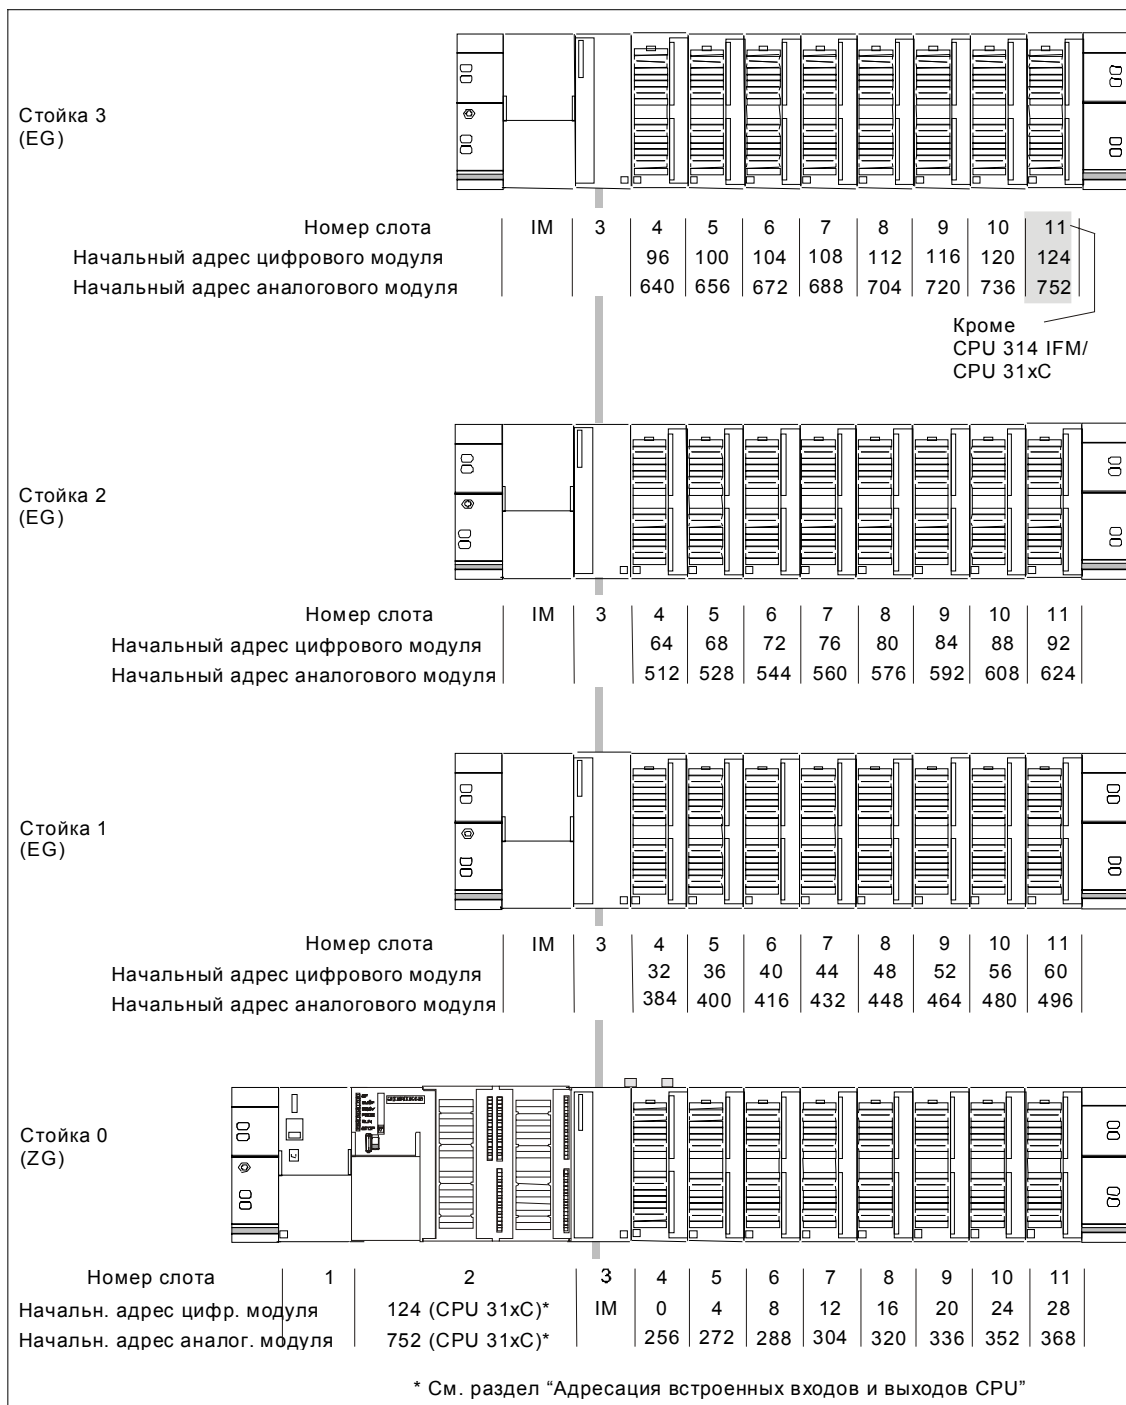 Стойка 3
(EG)
Номер слота IM 3 4 5 6 7 8 9 10 11
Начальный адрес цифрового модуля 96 100 104 108 112 116 120 124
Начальный адрес аналогового модуля 640 656 672 688 704 720 736 752
Кроме
CPU 314 IFM/
CPU 31xC
Стойка 2
(EG)
Номер слота IM 3 4 5 6 7 8 9 10 11
Начальный адрес цифрового модуля 64 68 72 76 80 84 88 92
Начальный адрес аналогового модуля 512 528 544 560 576 592 608 624
Стойка 1
(EG)
Номер слота IM 3 4 5 6 7 8 9 10 11
Начальный адрес цифрового модуля 32 36 40 44 48 52 56 60
Начальный адрес аналогового модуля 384 400 416 432 448 464 480 496
Стойка 0
(ZG)
Номер слота 1 2 3 4 5 6 7 8 9 10 11
Начальн. адрес цифр. модуля 124 (CPU 31xC)* IM 0 4 8 12 16 20 24 28
Начальн. адрес аналог. модуля 752 (CPU 31xC)* 256 272 288 304 320 336 352 368
* См. раздел “Адресация встроенных входов и выходов CPU”